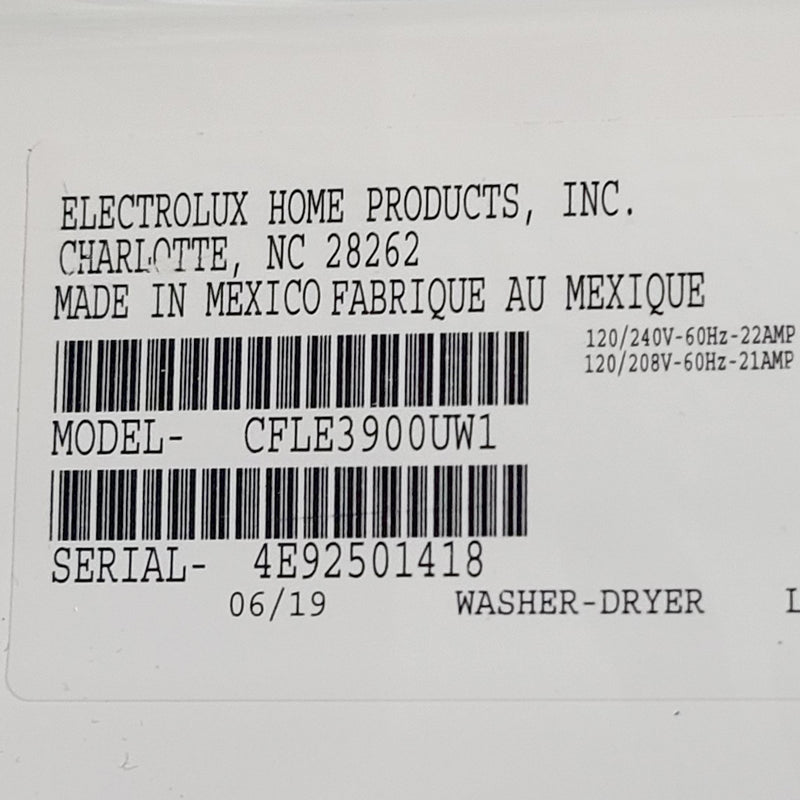 ELECTROLUX HOME PRODUCTS, INC.
CHARLOTTE, NC 28262
MADE IN MEXICO FABRIQUE AU MEXIQUE
120/240V-60Hz-22AMP
120/208V-60Hz-21AMP
MODEL- CFLE3900UW1
SERIAL- 4E92501418
06/19 WASHER-DRYER L